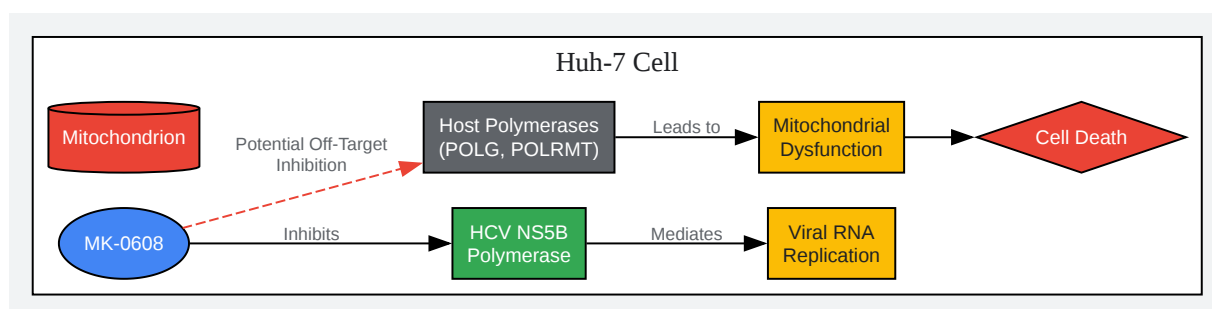 Huh-7 Cell
Mitochondrion
Potential Off-Target
Inhibition
Host Polymerases
(POLG, POLRMT)
Leads to
Mitochondrial
Dysfunction
Cell Death
MK-0608
Inhibits
HCV NS5B
Polymerase
Mediates
Viral RNA
Replication